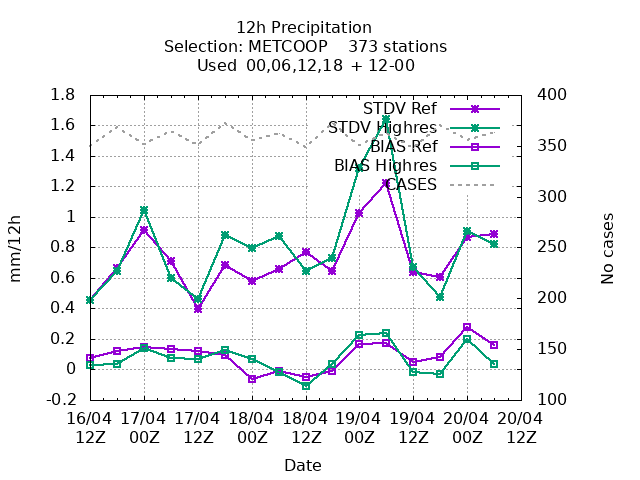 12h Precipitation
Selection: METCOOP 373 stations
Used 00,06,12,18 + 12-00
STDV Ref
STDV Highres
BIAS Ref
BIAS Highres
CASES
mm/12h
1.8
1.6
1.4
1.2
1
0.8
0.6
0.4
0.2
0
-0.2
400
350
300
250
200
150
100
No cases
16/04 17/04 17/04 18/04 18/04 19/04 19/04 20/04 20/04
12Z 00Z 12Z 00Z 12Z 00Z 12Z 00Z 12Z
Date